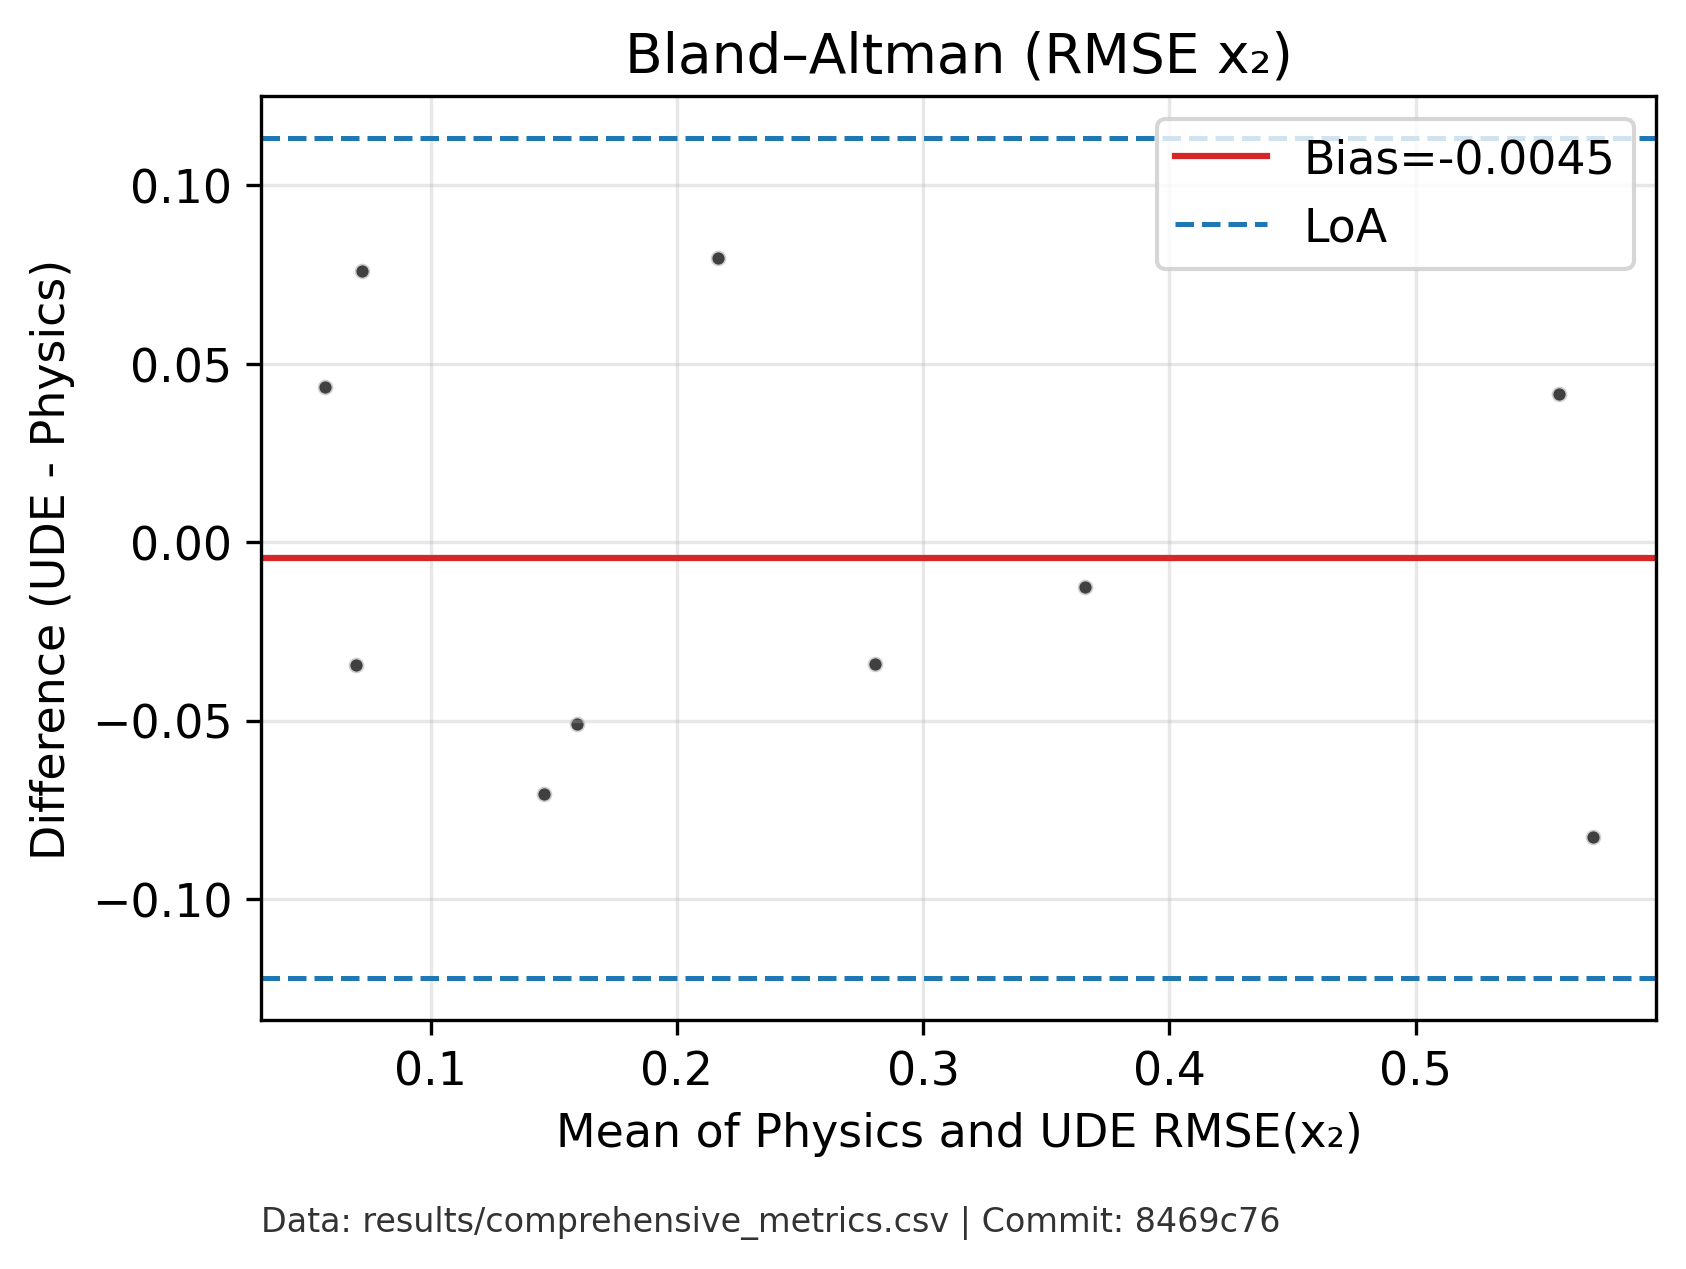 Bland–Altman (RMSE x₂)
Bias=-0.0045
LoA
0.10
0.05
0.00
−0.05
−0.10
Difference (UDE - Physics)
0.1 0.2 0.3 0.4 0.5
Mean of Physics and UDE RMSE(x₂)
Data: results/comprehensive_metrics.csv | Commit: 8469c76